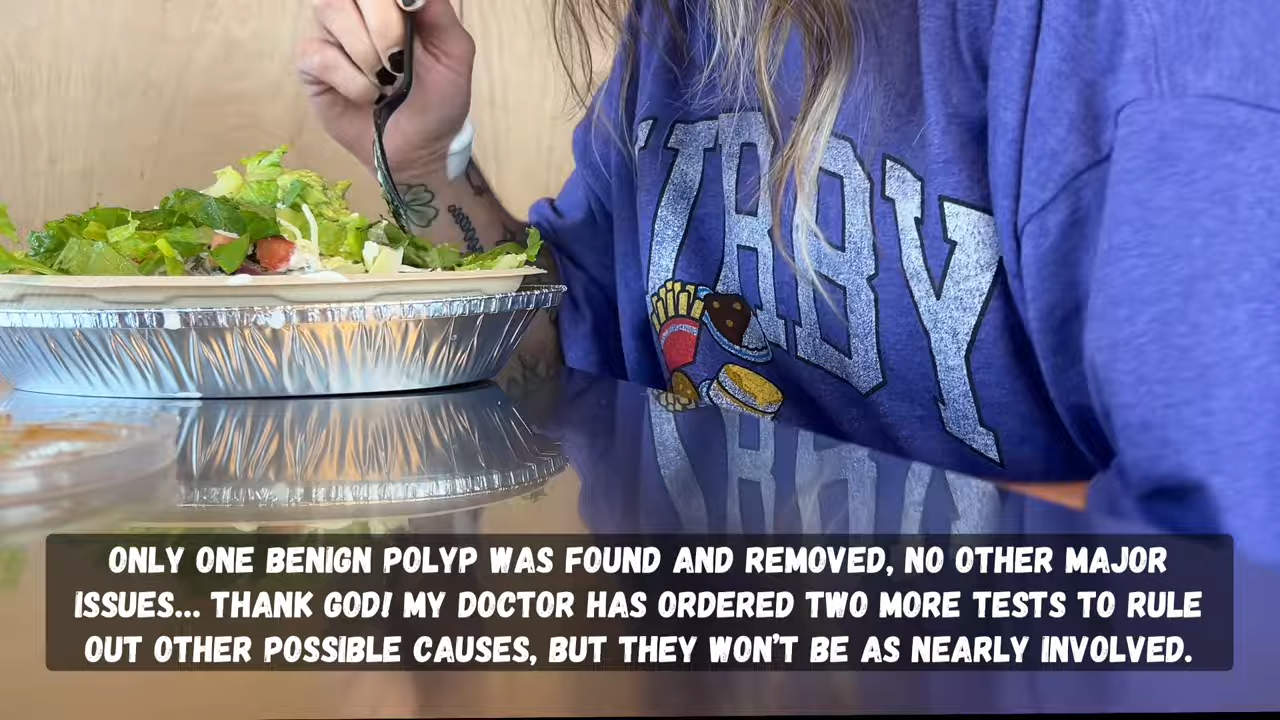 ONLY ONE BENIGN POLYP WAS FOUND AND REMOVED, NO OTHER MAJOR
ISSUES... THANK GOD! MY DOCTOR HAS ORDERED TWO MORE TESTS TO RULE
OUT OTHER POSSIBLE CAUSES, BUT THEY WON'T BE AS NEARLY INVOLVED.